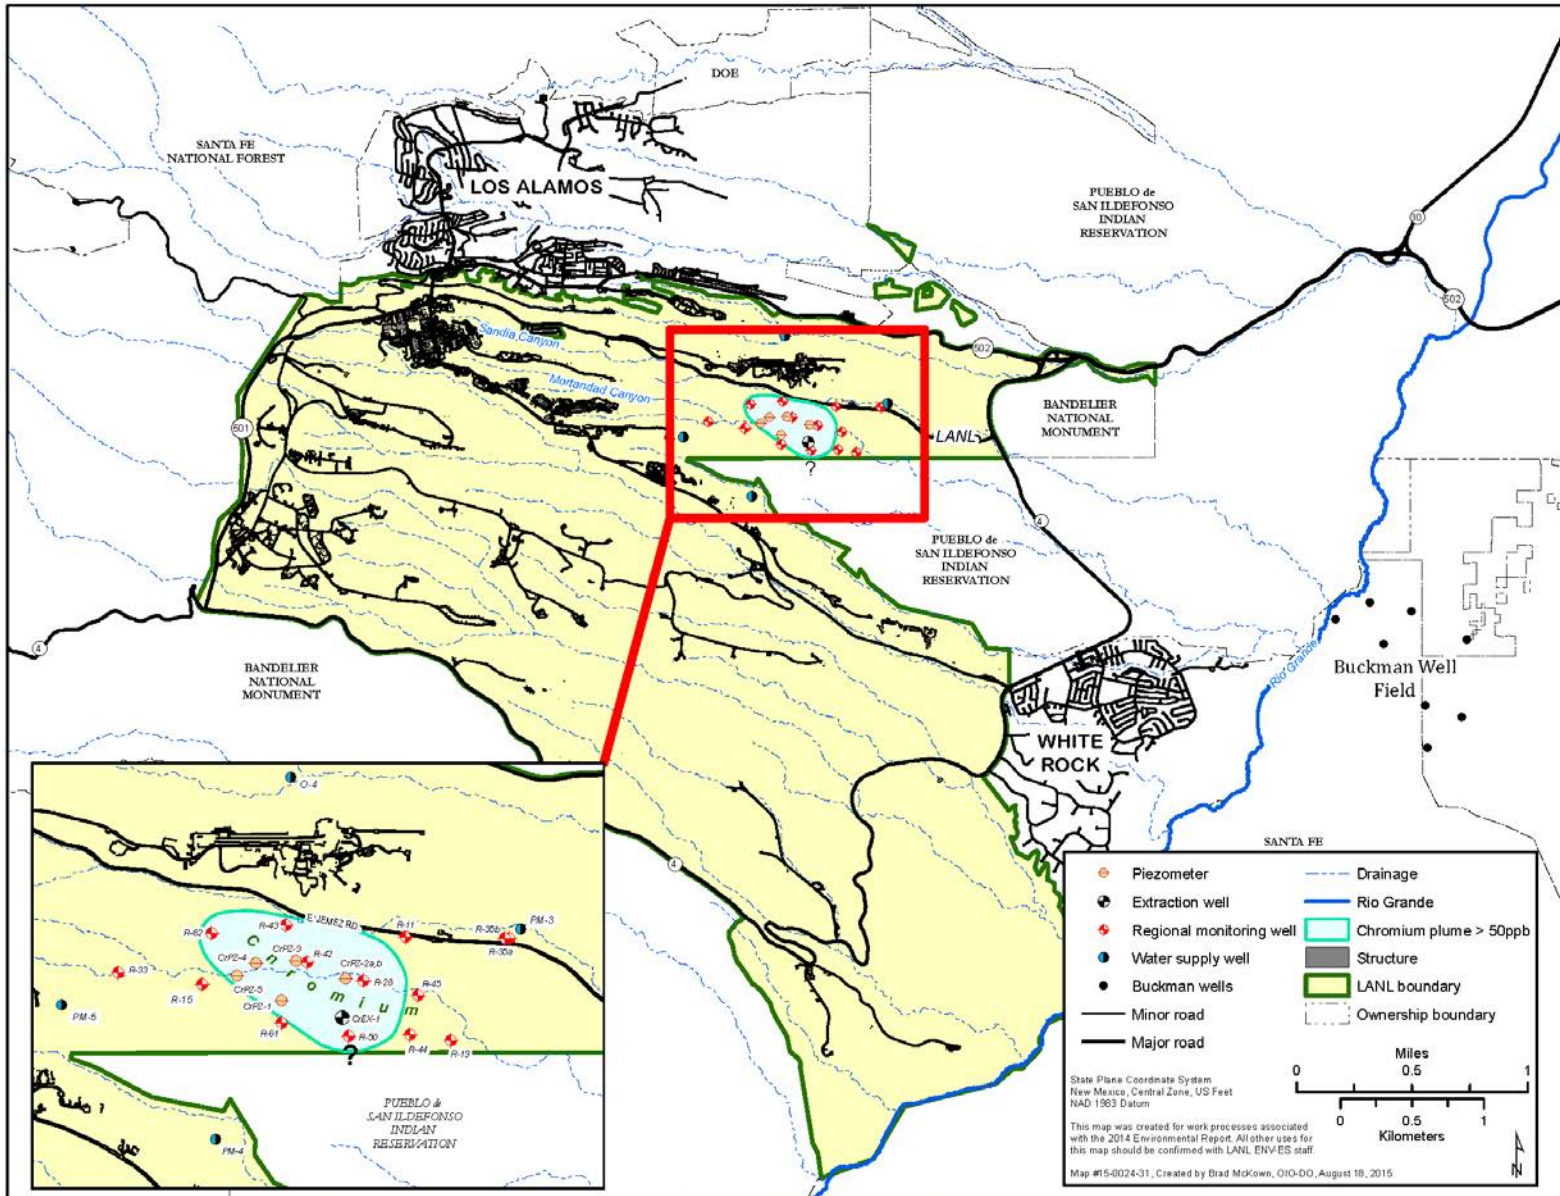 DOE
SANTA FE
NATIONAL FOREST
LOS ALAMOS
PUEBLO de
SAN ILDEFONSO
INDIAN
RESERVATION
30
502
Sandia Canyon
502
Mortandad Canyon
BANDELIER
NATIONAL
MONUMENT
501
LANL
?
4
PUEBLO de
SAN ILDEFONSO
INDIAN
RESERVATION
4
BANDELIER
NATIONAL
MONUMENT
Rio Grande
Buckman Well
Field
WHITE
ROCK
SANTA FE
4
O-4
E JEMEZ RD
R-62
R-43
R-11
R-35b
PM-3
R-35a
CrPZ-3
R-42
CrPZ-4
CrPZ-2a,b
R-33
R-28
R-45
R-15
CrPZ-5
Chromium
CrPZ-1
PM-5
CrEX-1
R-61
R-50
R-44
R-13
?
PUEBLO de
SAN ILDEFONSO
INDIAN
RESERVATION
PM-4
Piezometer
Extraction well
Regional monitoring well
Water supply well
Buckman wells
Minor road
Major road
Drainage
Rio Grande
Chromium plume > 50ppb
Structure
LANL boundary
Ownership boundary
Miles
0 0.5 1
0 0.5 1
Kilometers
State Plane Coordinate System
New Mexico, Central Zone, US Feet
NAD 1983 Datum
This map was created for work processes associated
with the 2014 Environmental Report. All other uses for
this map should be confirmed with LANL ENV-ES staff.
Map #15-0024-31, Created by Brad McKown, OIO-DO, August 18, 2015
N